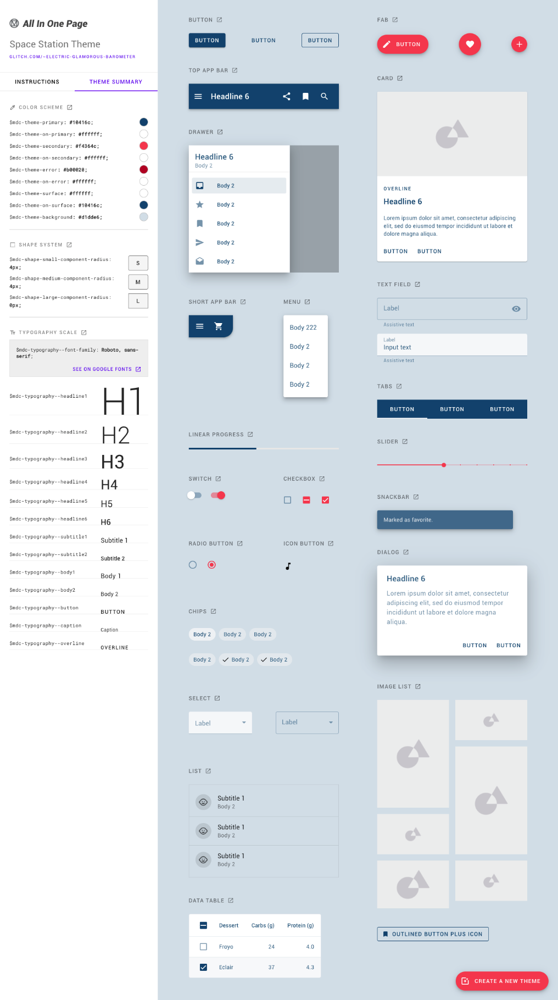 All In One Page
Space Station Theme
GLITCH.COM/~ELECTRIC-GLAMOROUS-BAROMETER
INSTRUCTIONS
THEME SUMMARY
COLOR SCHEME
$mdc-theme-primary: #10416c;
$mdc-theme-on-primary: #ffffff;
$mdc-theme-secondary: #f4364c;
$mdc-theme-on-secondary: #ffffff;
$mdc-theme-error: #b00020;
$mdc-theme-on-error: #ffffff;
$mdc-theme-surface: #ffffff;
$mdc-theme-on-surface: #10416c;
$mdc-theme-background: #d1dde6;
SHAPE SYSTEM
$mdc-shape-small-component-radius:
4px;
S
$mdc-shape-medium-component-radius:
4px;
M
$mdc-shape-large-component-radius:
0px;
L
TYPOGRAPHY SCALE
$mdc-typography--font-family: Roboto, sans-
serif;
SEE ON GOOGLE FONTS
$mdc-typography--headline1 H1
$mdc-typography--headline2 H2
$mdc-typography--headline3 H3
$mdc-typography--headline4 H4
$mdc-typography--headline5 H5
$mdc-typography--headline6 H6
$mdc-typography--subtitle1 Subtitle 1
$mdc-typography--subtitle2 Subtitle 2
$mdc-typography--body1 Body 1
$mdc-typography--body2 Body 2
$mdc-typography--button BUTTON
$mdc-typography--caption Caption
$mdc-typography--overline OVERLINE
BUTTON
BUTTON BUTTON BUTTON
TOP APP BAR
Headline 6
DRAWER
Headline 6
Body 2
Body 2
Body 2
Body 2
Body 2
Body 2
SHORT APP BAR
MENU
Body 222
Body 2
Body 2
Body 2
LINEAR PROGRESS
SWITCH
CHECKBOX
RADIO BUTTON
ICON BUTTON
CHIPS
Body 2 Body 2 Body 2
Body 2 Body 2 Body 2
SELECT
Label Label
LIST
Subtitle 1
Body 2
Subtitle 1
Body 2
Subtitle 1
Body 2
DATA TABLE
Dessert Carbs (g) Protein (g)
Froyo 24 4.0
Eclair 37 4.3
FAB
BUTTON
CARD
OVERLINE
Headline 6
Lorem ipsum dolor sit amet, consectetur adipiscing
elit, sed do eiusmod tempor incididunt ut labore et
dolore magna aliqua.
BUTTON BUTTON
TEXT FIELD
Label
Assistive text
Label
Input text
Assistive text
TABS
BUTTON BUTTON BUTTON
SLIDER
SNACKBAR
Marked as favorite.
DIALOG
Headline 6
Lorem ipsum dolor sit amet, consectetur
adipiscing elit, sed do eiusmod tempor
incididunt ut labore et dolore magna
aliqua.
BUTTON BUTTON
IMAGE LIST
OUTLINED BUTTON PLUS ICON
CREATE A NEW THEME